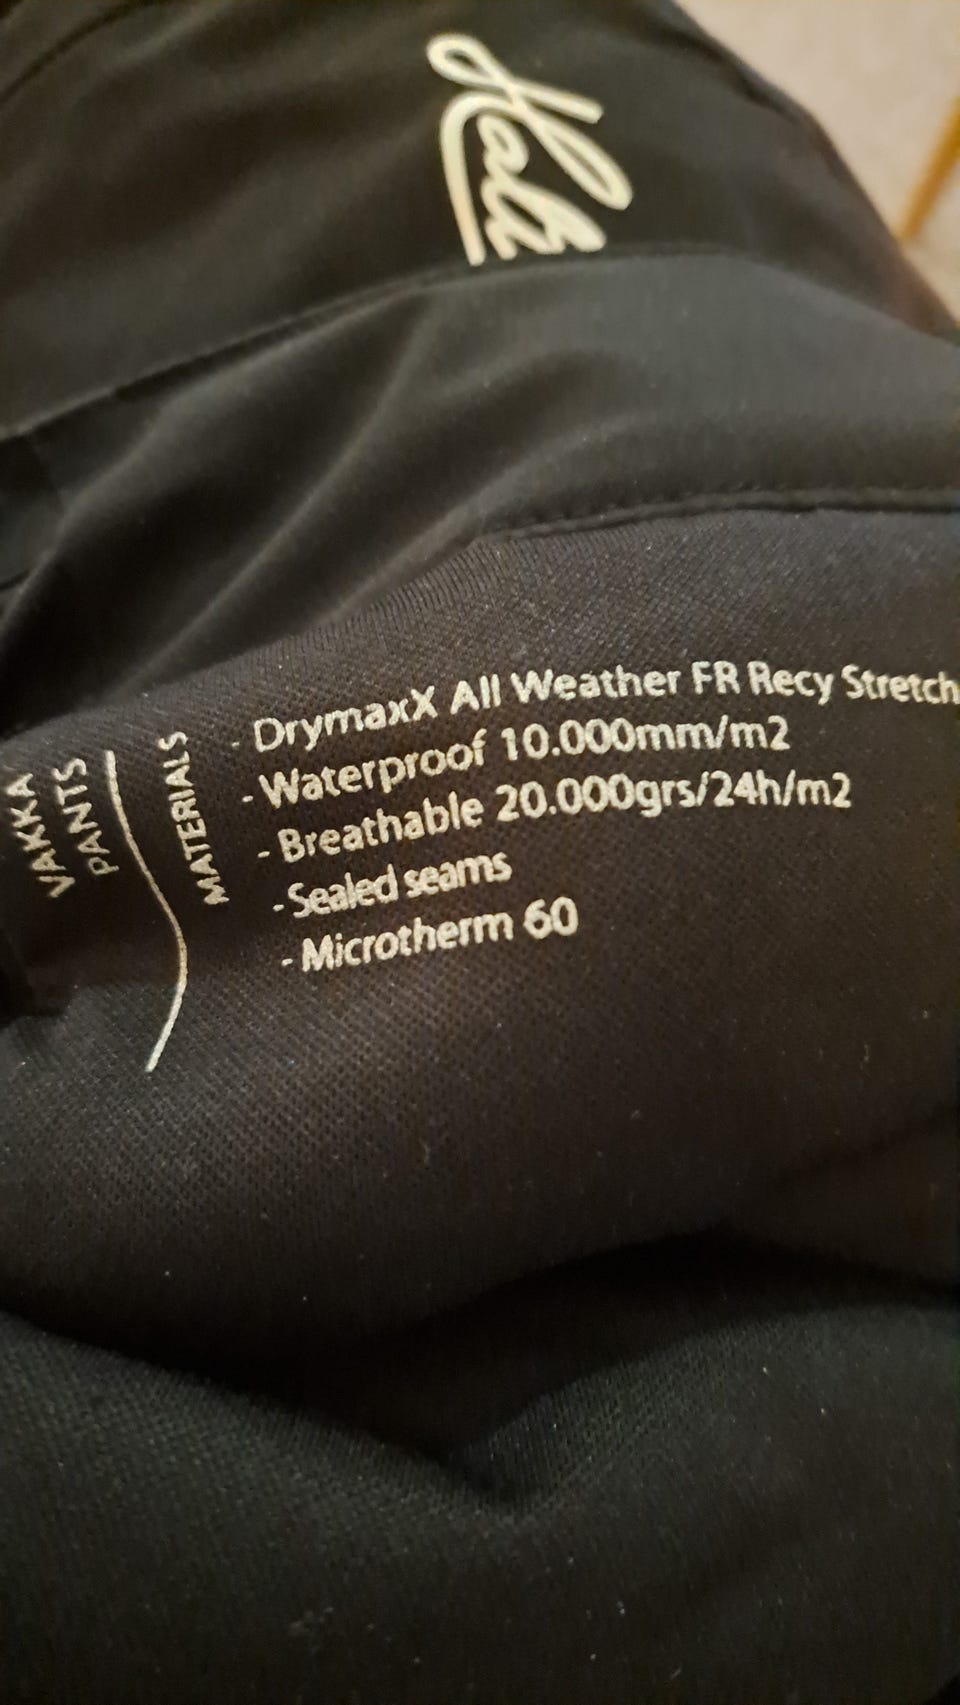 Halti
VAKKA
PANTS
MATERIALS
- DrymaxX All Weather FR Recy Stretch
- Waterproof 10.000mm/m2
- Breathable 20.000grs/24h/m2
- Sealed seams
- Microtherm 60